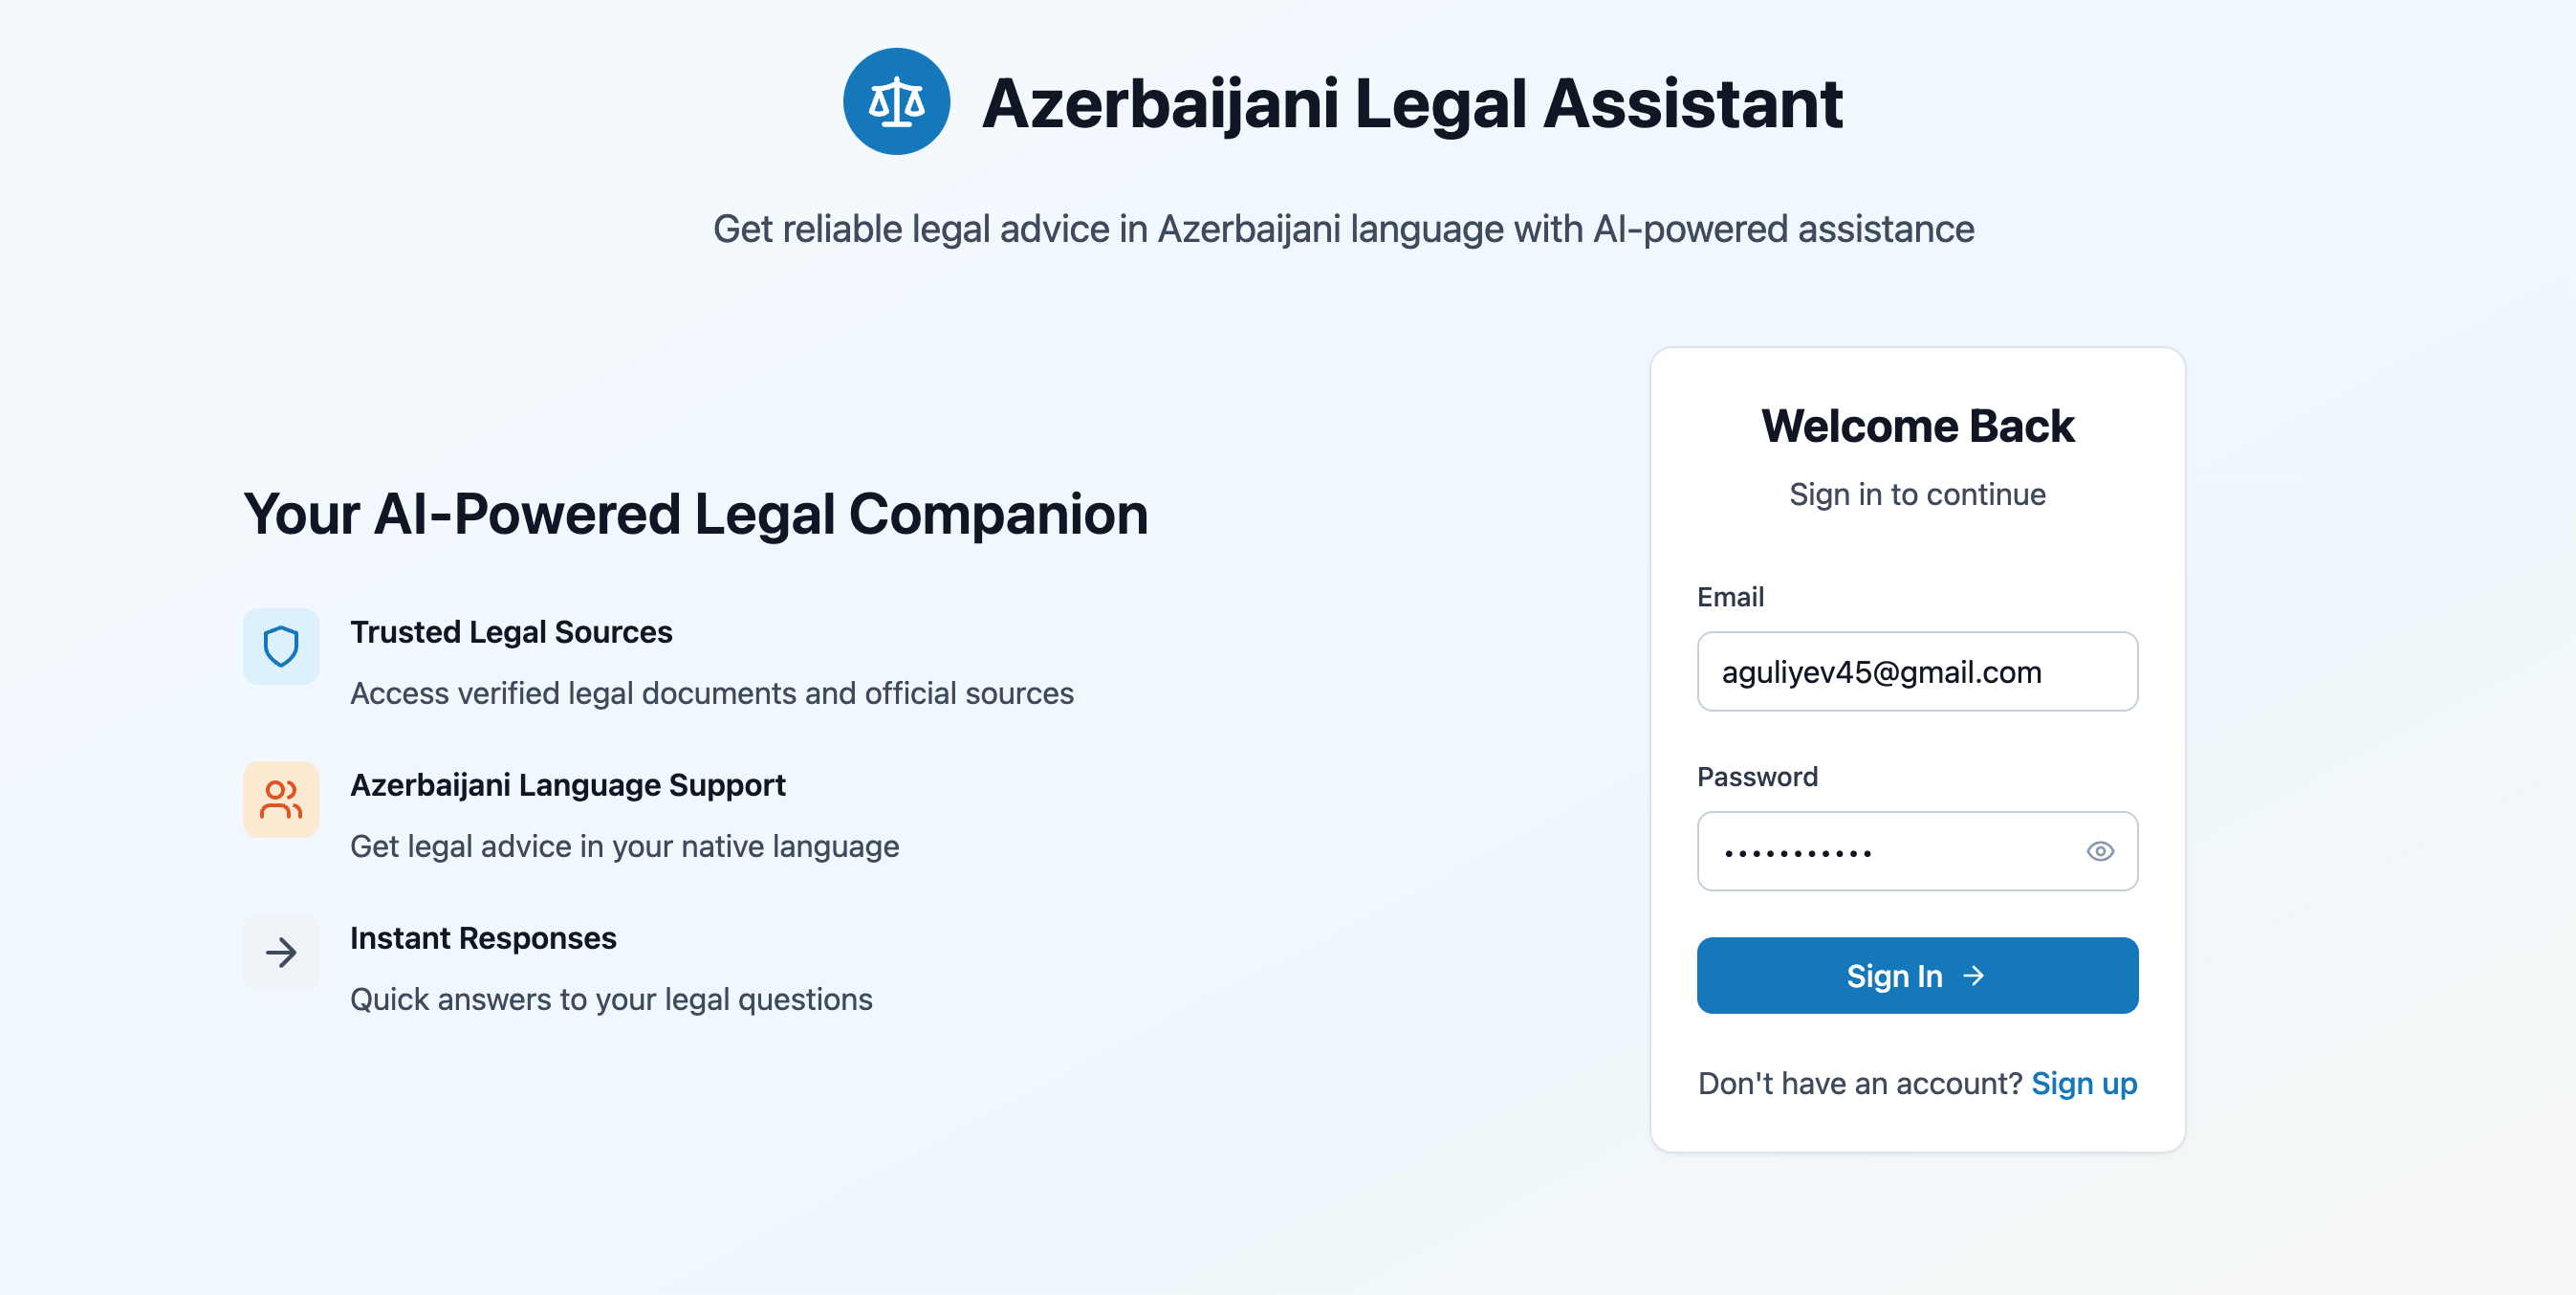 Azerbaijani Legal Assistant
Get reliable legal advice in Azerbaijani language with AI-powered assistance
Your AI-Powered Legal Companion
Trusted Legal Sources
Access verified legal documents and official sources
Azerbaijani Language Support
Get legal advice in your native language
Instant Responses
Quick answers to your legal questions
Welcome Back
Sign in to continue
Email
aguliyev45@gmail.com
Password
•••••••••••
Sign In
Don't have an account? Sign up